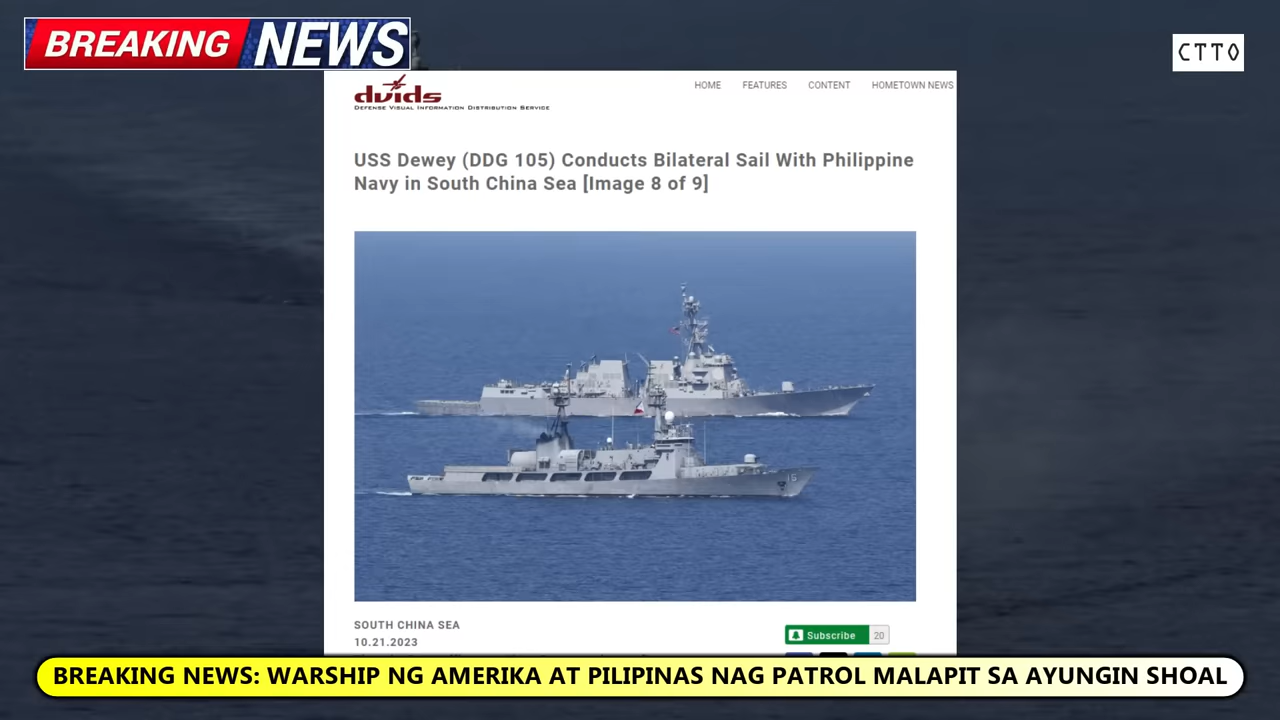 BREAKING NEWS
CTTO
dvids
DEFENSE VISUAL INFORMATION DISTRIBUTION SERVICE
HOME FEATURES CONTENT HOMETOWN NEWS
USS Dewey (DDG 105) Conducts Bilateral Sail With Philippine
Navy in South China Sea [Image 8 of 9]
15
SOUTH CHINA SEA
10.21.2023
Subscribe 20
BREAKING NEWS: WARSHIP NG AMERIKA AT PILIPINAS NAG PATROL MALAPIT SA AYUNGIN SHOAL